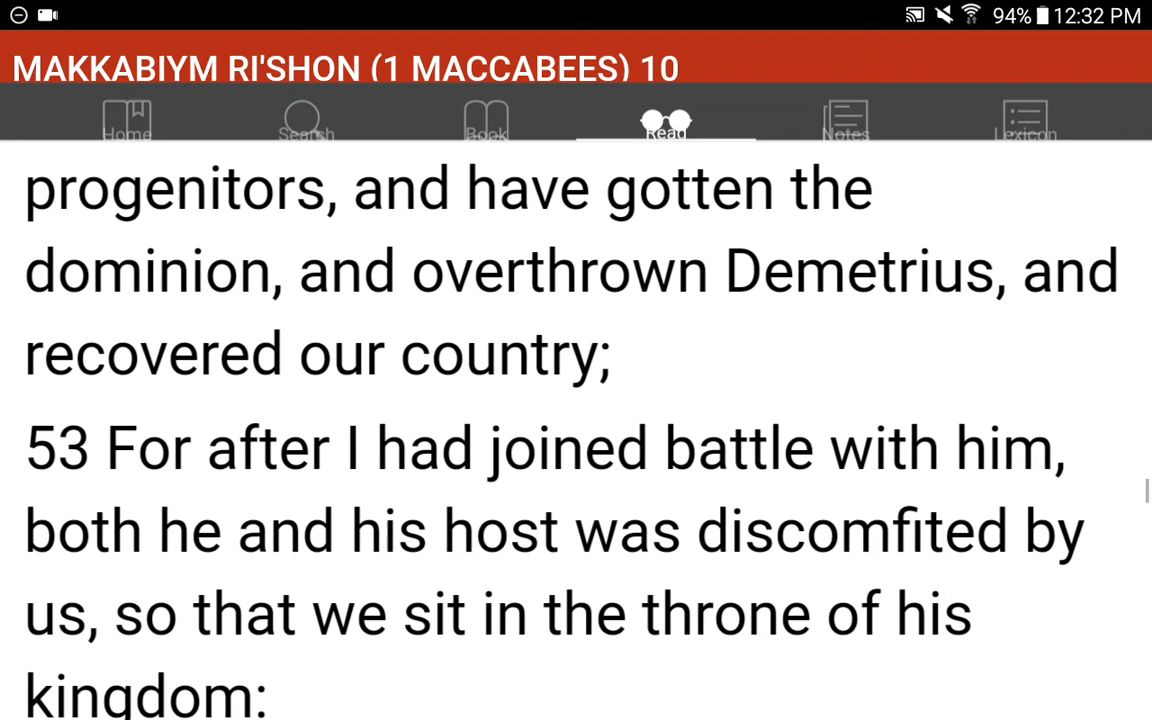 94% 12:32 PM
MAKKABIYM RI'SHON (1 MACCABEES) 10
Home Search Book Read Notes Lexicon
progenitors, and have gotten the
dominion, and overthrown Demetrius, and
recovered our country;
53 For after I had joined battle with him,
both he and his host was discomfited by
us, so that we sit in the throne of his
kingdom: